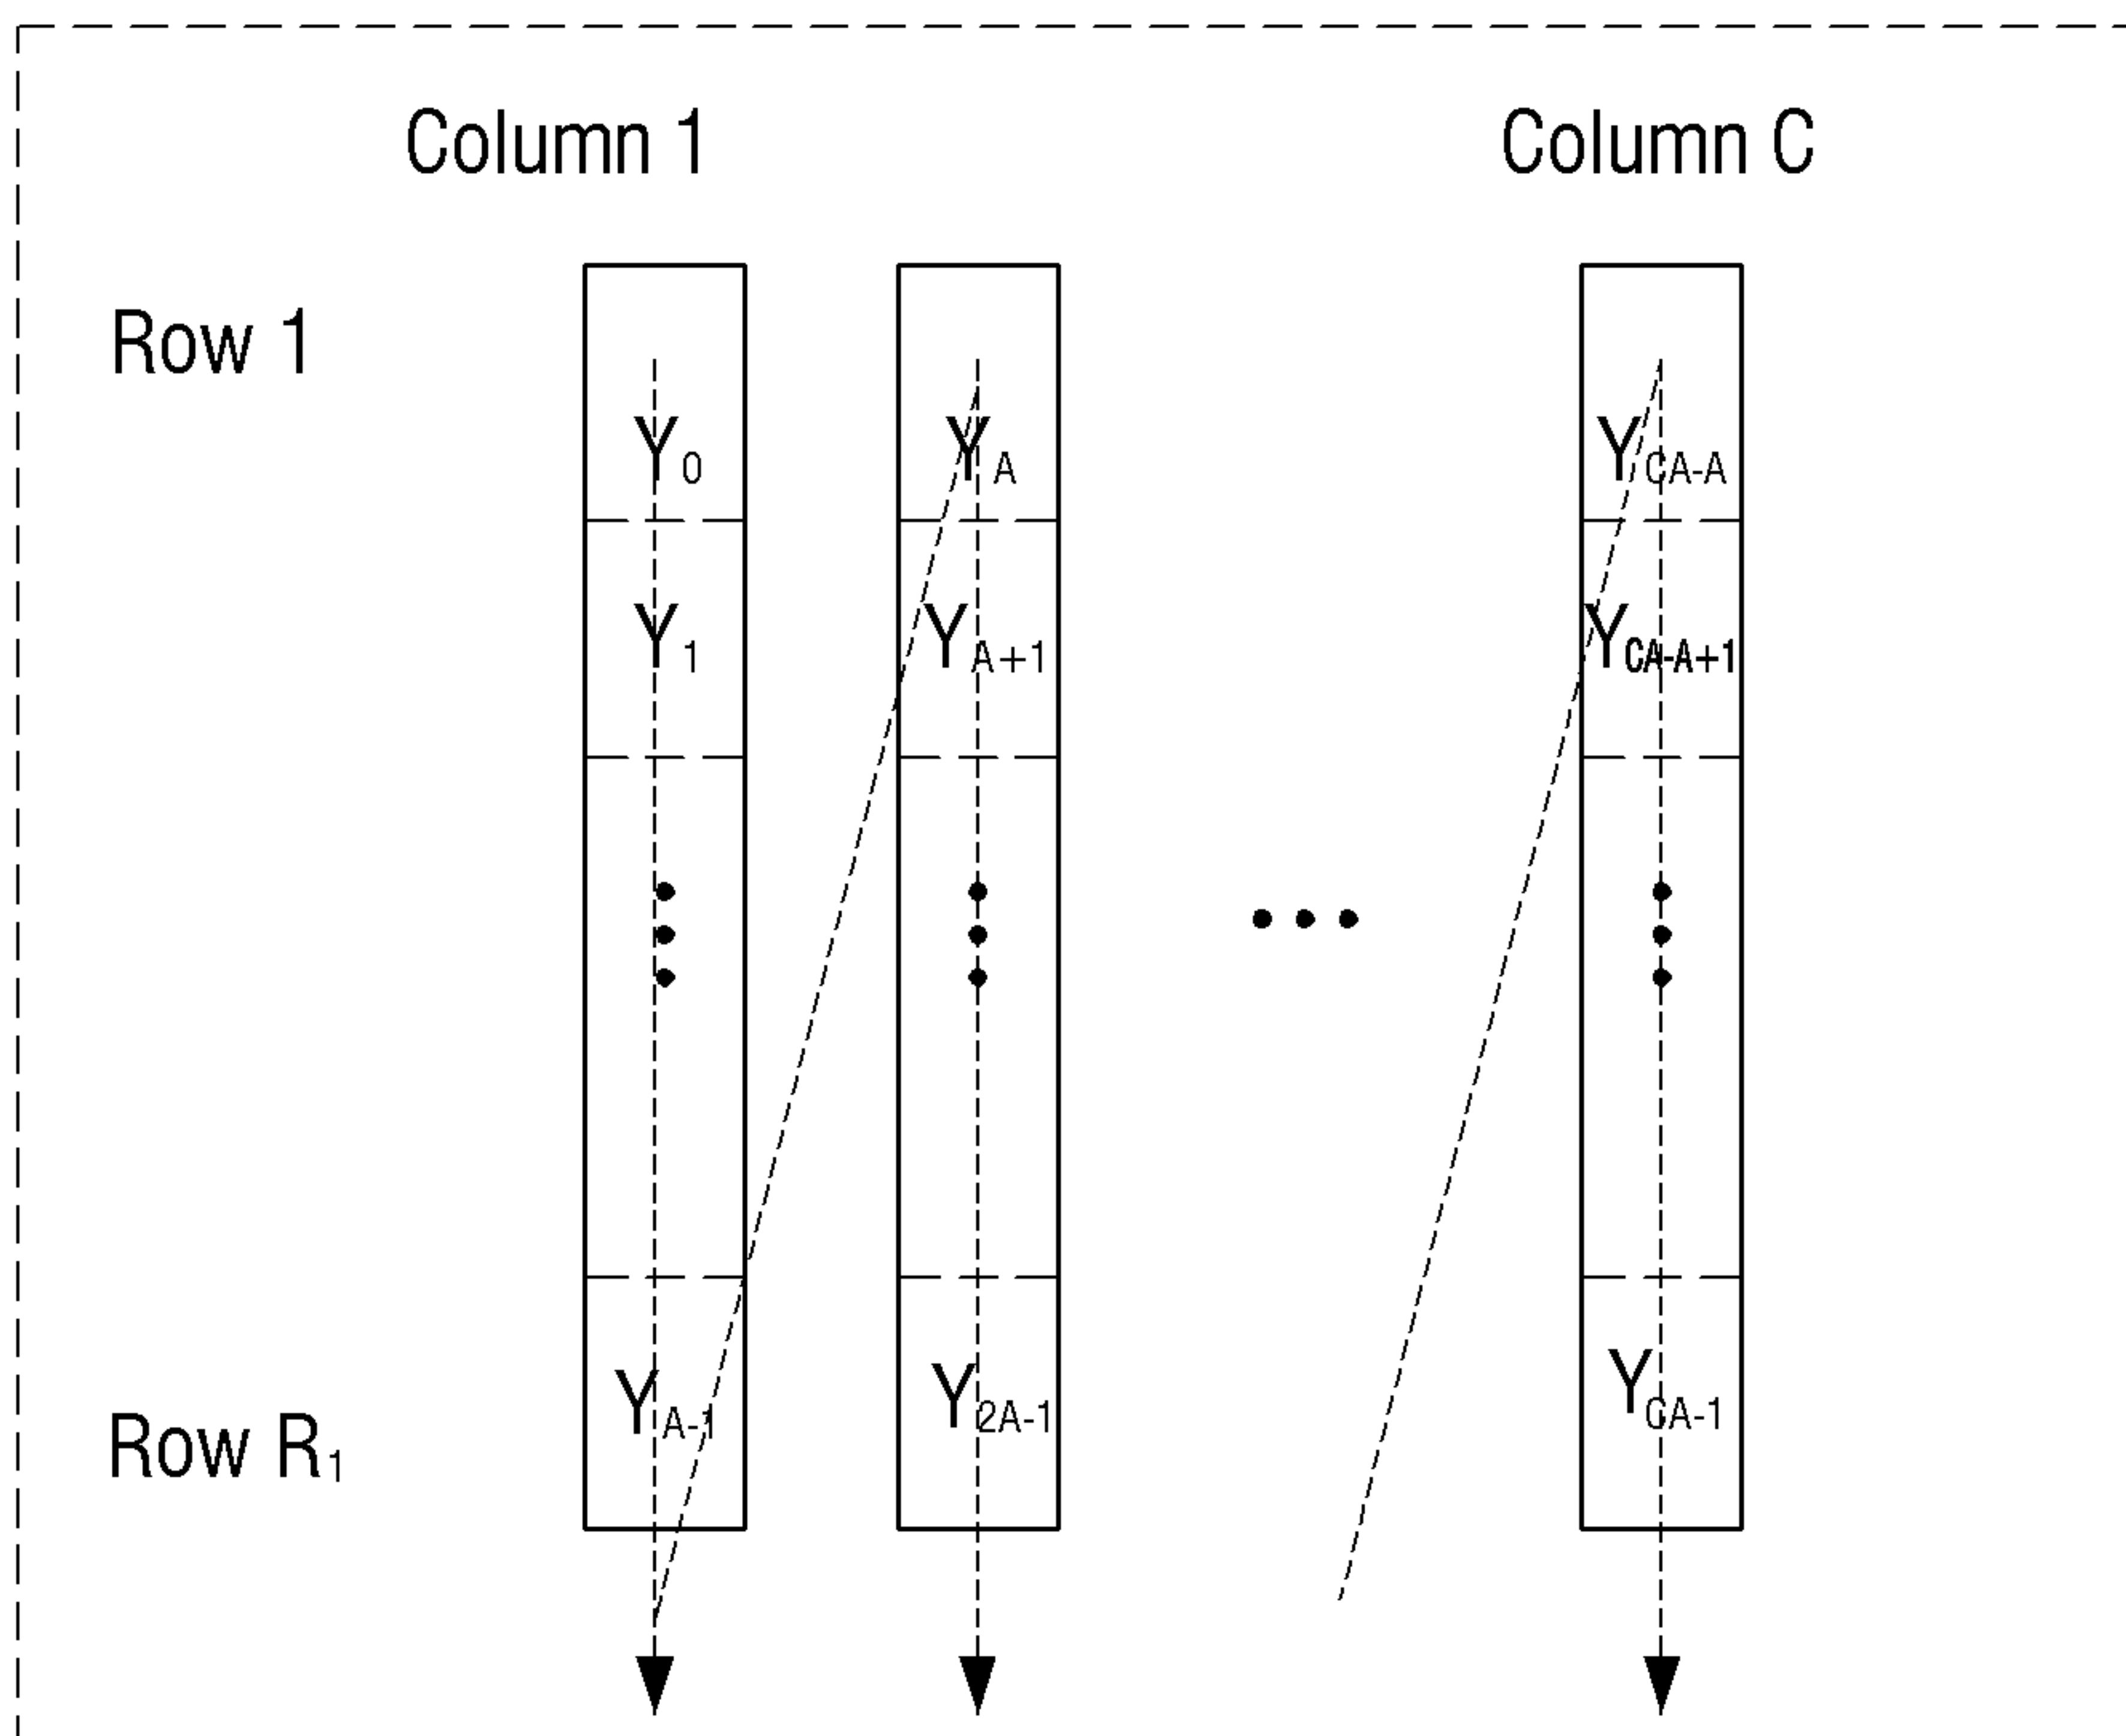 Column 1 Column C
Row 1
Y0 YA YCA-A
Y1 YA+1 YCA-A+1
YA-1 Y2A-1 YCA-1
Row R1